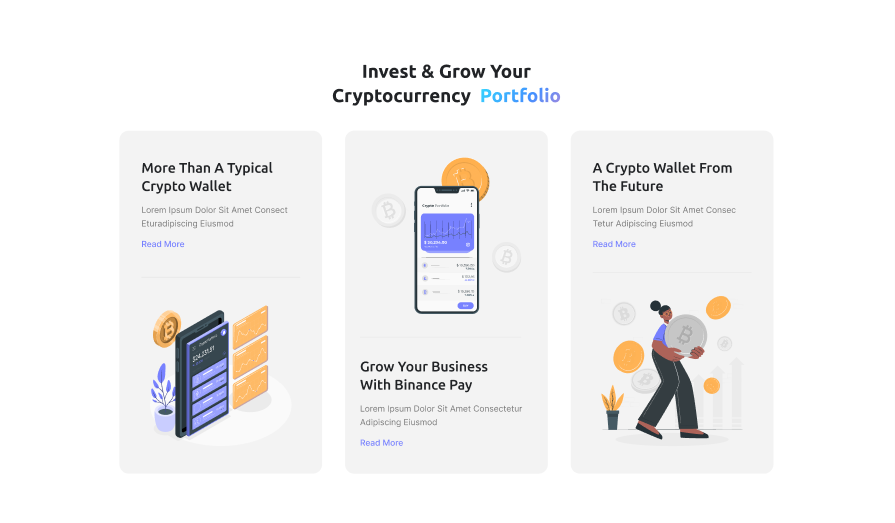 Invest & Grow Your
Cryptocurrency Portfolio
More Than A Typical
Crypto Wallet
Lorem Ipsum Dolor Sit Amet Consect
Eturadipiscing Eiusmod
Read More
Crypto Portfolio
Grow Your Business
With Binance Pay
Lorem Ipsum Dolor Sit Amet Consectetur
Adipiscing Eiusmod
Read More
A Crypto Wallet From
The Future
Lorem Ipsum Dolor Sit Amet Consec
Tetur Adipiscing Eiusmod
Read More